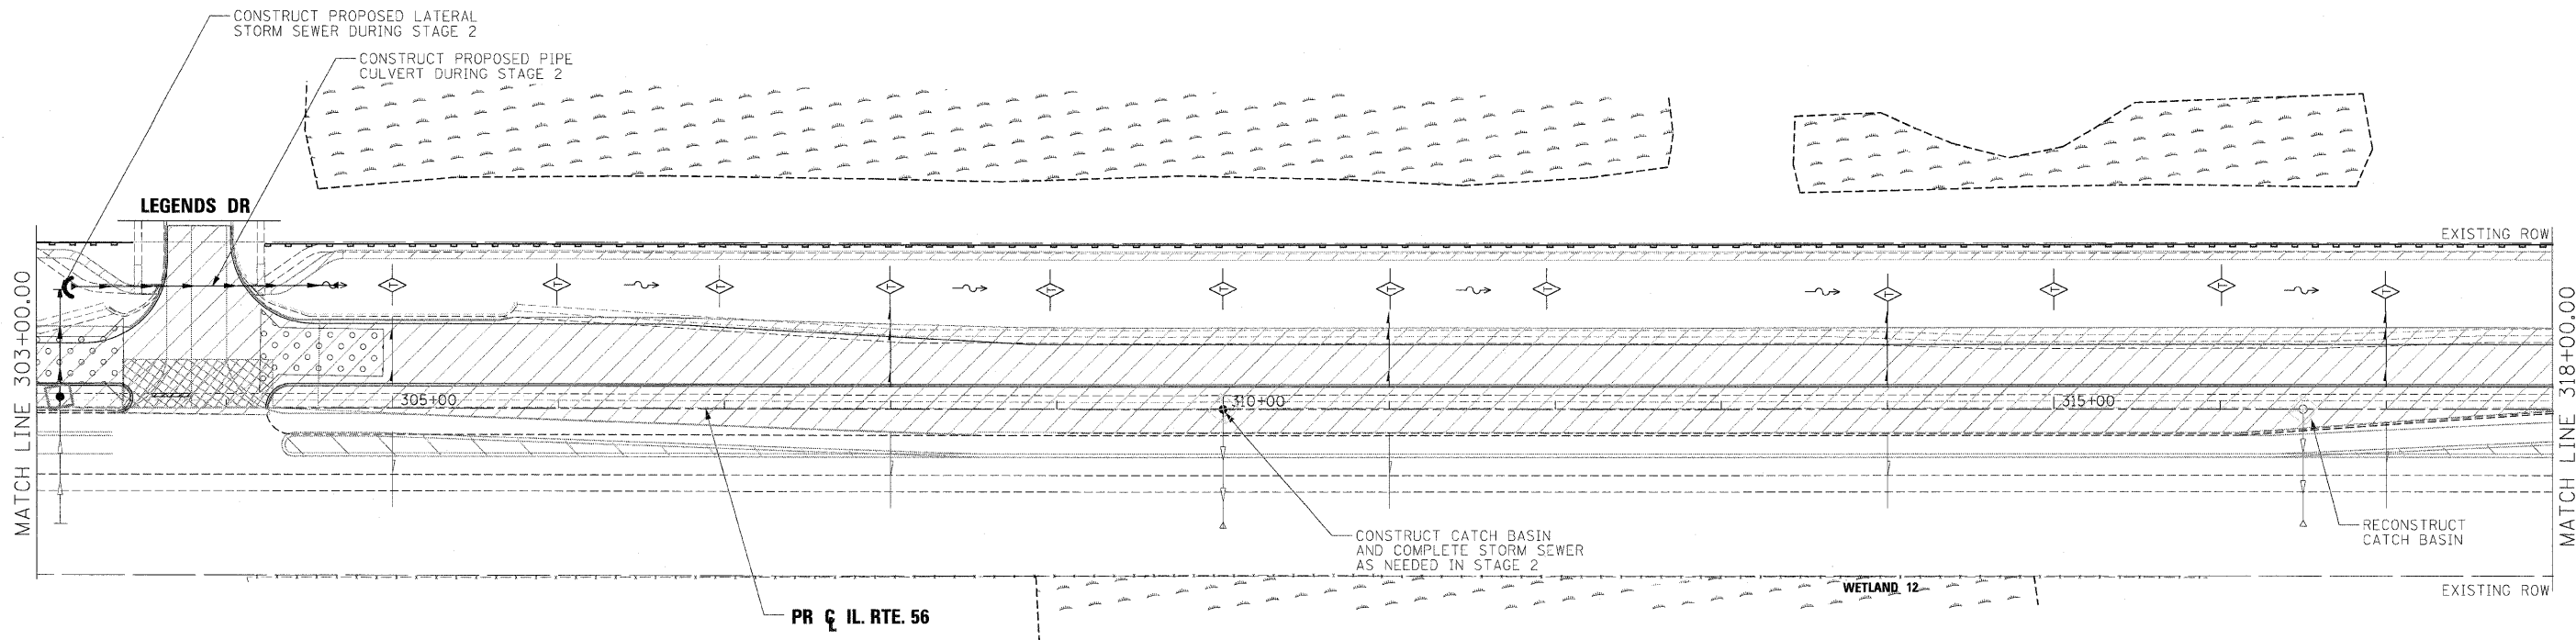 CONSTRUCT PROPOSED LATERAL
STORM SEWER DURING STAGE 2
CONSTRUCT PROPOSED PIPE
CULVERT DURING STAGE 2
LEGENDS DR
EXISTING ROW
MATCH LINE 303+00.00
T T T T T T T T T T T T T
305+00
310+00
315+00
MATCH LINE 318+00.00
CONSTRUCT CATCH BASIN
AND COMPLETE STORM SEWER
AS NEEDED IN STAGE 2
RECONSTRUCT
CATCH BASIN
WETLAND 12
EXISTING ROW
PR ℄ IL. RTE. 56